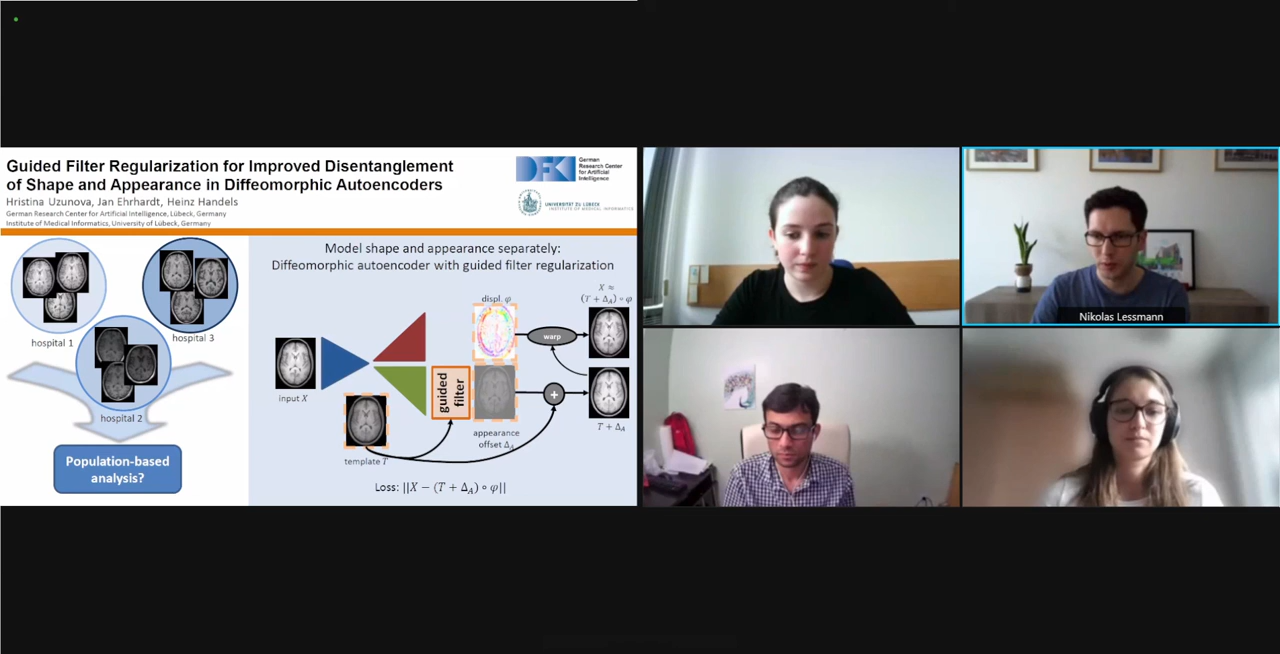 Guided Filter Regularization for Improved Disentanglement
of Shape and Appearance in Diffeomorphic Autoencoders
Hristina Uzunova, Jan Ehrhardt, Heinz Handels
German Research Center for Artificial Intelligence, Lübeck, Germany
Institute of Medical Informatics, University of Lübeck, Germany
DFKI
German
Research Center
for Artificial
Intelligence
UNIVERSITÄT ZU LÜBECK
INSTITUTE OF MEDICAL INFORMATICS
hospital 1
hospital 3
hospital 2
Population-based
analysis?
Model shape and appearance separately:
Diffeomorphic autoencoder with guided filter regularization
displ. φ
X ≈
(T + Δ_A) ∘ φ
warp
input X
guided
filter
+
template T
appearance
offset Δ_A
T + Δ_A
Loss: ||X − (T + Δ_A) ∘ φ||
Nikolas Lessmann